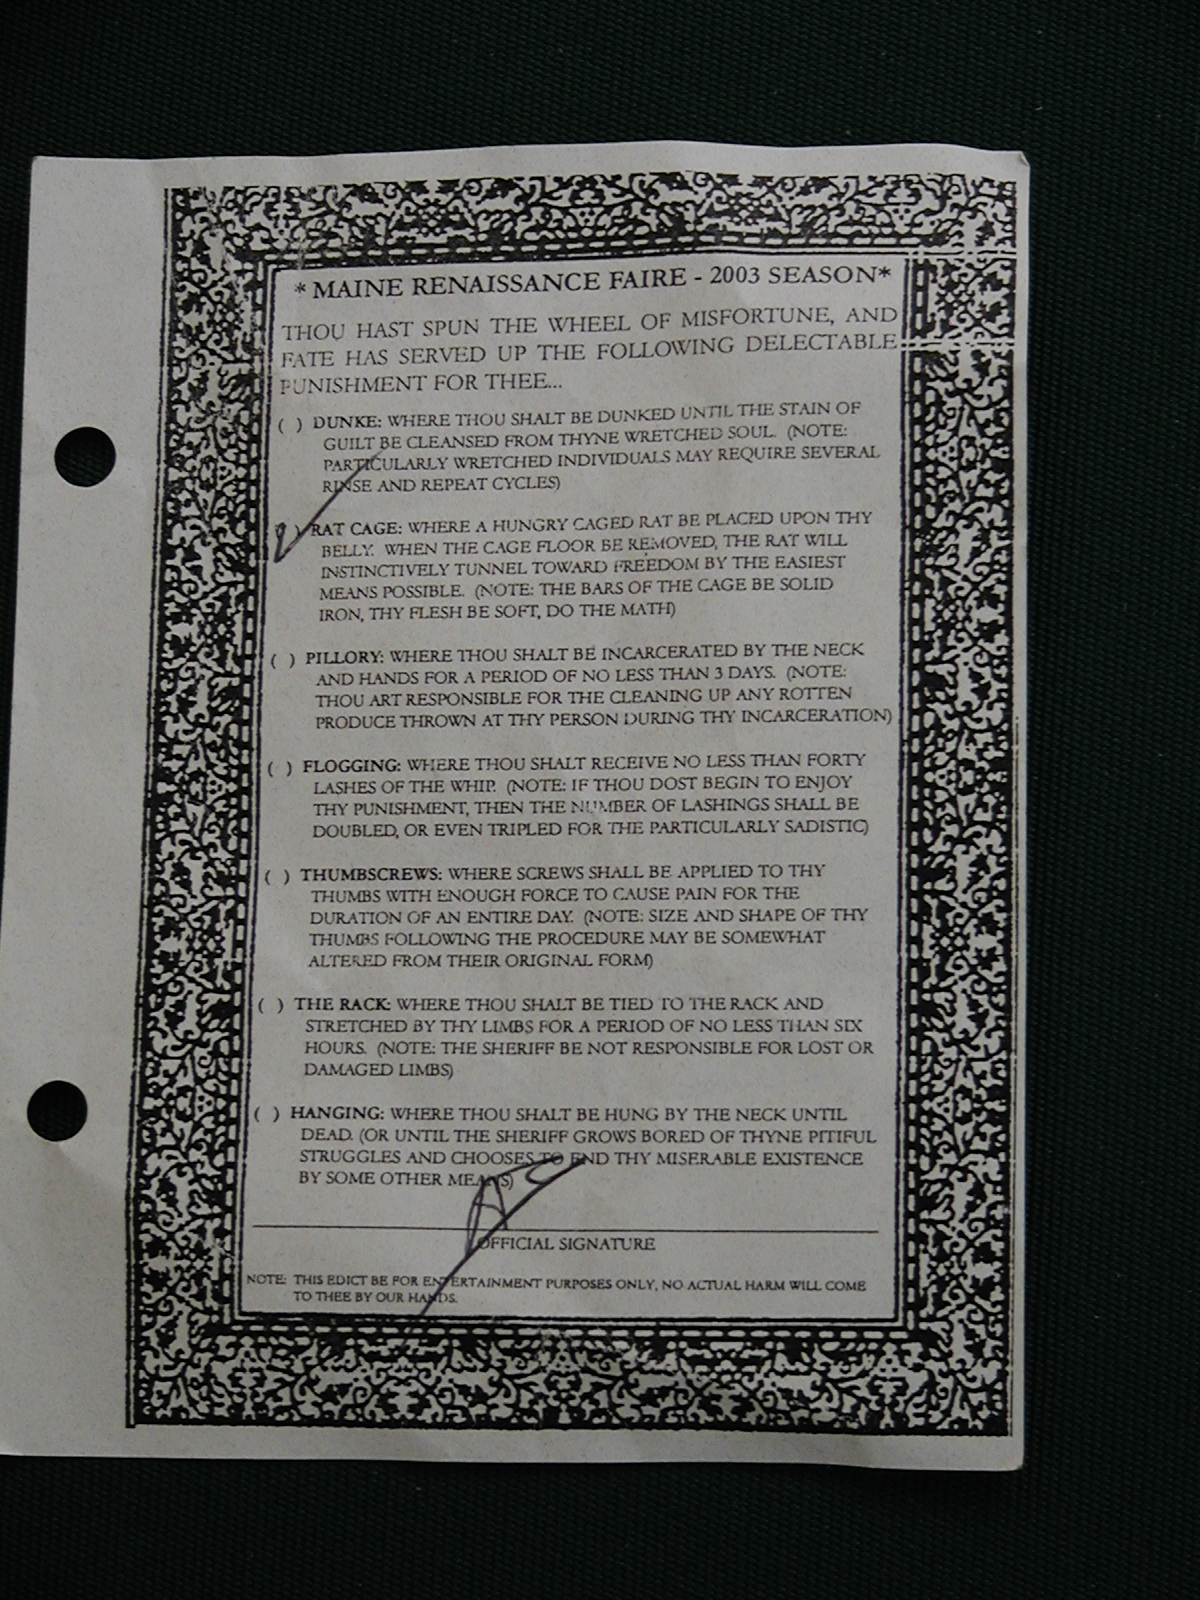 *MAINE RENAISSANCE FAIRE - 2003 SEASON*
THOU HAST SPUN THE WHEEL OF MISFORTUNE, AND
FATE HAS SERVED UP THE FOLLOWING DELECTABLE
PUNISHMENT FOR THEE...
( ) DUNKE: WHERE THOU SHALT BE DUNKED UNTIL THE STAIN OF
GUILT BE CLEANSED FROM THYNE WRETCHED SOUL. (NOTE:
PARTICULARLY WRETCHED INDIVIDUALS MAY REQUIRE SEVERAL
RINSE AND REPEAT CYCLES)
(✓) RAT CAGE: WHERE A HUNGRY CAGED RAT BE PLACED UPON THY
BELLY. WHEN THE CAGE FLOOR BE REMOVED, THE RAT WILL
INSTINCTIVELY TUNNEL TOWARD FREEDOM BY THE EASIEST
MEANS POSSIBLE. (NOTE: THE BARS OF THE CAGE BE SOLID
IRON, THY FLESH BE SOFT, DO THE MATH)
( ) PILLORY: WHERE THOU SHALT BE INCARCERATED BY THE NECK
AND HANDS FOR A PERIOD OF NO LESS THAN 3 DAYS. (NOTE:
THOU ART RESPONSIBLE FOR THE CLEANING UP ANY ROTTEN
PRODUCE THROWN AT THY PERSON DURING THY INCARCERATION)
( ) FLOGGING: WHERE THOU SHALT RECEIVE NO LESS THAN FORTY
LASHES OF THE WHIP. (NOTE: IF THOU DOST BEGIN TO ENJOY
THY PUNISHMENT, THEN THE NUMBER OF LASHINGS SHALL BE
DOUBLED, OR EVEN TRIPLED FOR THE PARTICULARLY SADISTIC)
( ) THUMBSCREWS: WHERE SCREWS SHALL BE APPLIED TO THY
THUMBS WITH ENOUGH FORCE TO CAUSE PAIN FOR THE
DURATION OF AN ENTIRE DAY. (NOTE: SIZE AND SHAPE OF THY
THUMBS FOLLOWING THE PROCEDURE MAY BE SOMEWHAT
ALTERED FROM THEIR ORIGINAL FORM)
( ) THE RACK: WHERE THOU SHALT BE TIED TO THE RACK AND
STRETCHED BY THY LIMBS FOR A PERIOD OF NO LESS THAN SIX
HOURS. (NOTE: THE SHERIFF BE NOT RESPONSIBLE FOR LOST OR
DAMAGED LIMBS)
( ) HANGING: WHERE THOU SHALT BE HUNG BY THE NECK UNTIL
DEAD. (OR UNTIL THE SHERIFF GROWS BORED OF THYNE PITIFUL
STRUGGLES AND CHOOSES TO END THY MISERABLE EXISTENCE
BY SOME OTHER MEANS)
OFFICIAL SIGNATURE
NOTE: THIS EDICT BE FOR ENTERTAINMENT PURPOSES ONLY, NO ACTUAL HARM WILL COME
TO THEE BY OUR HANDS.